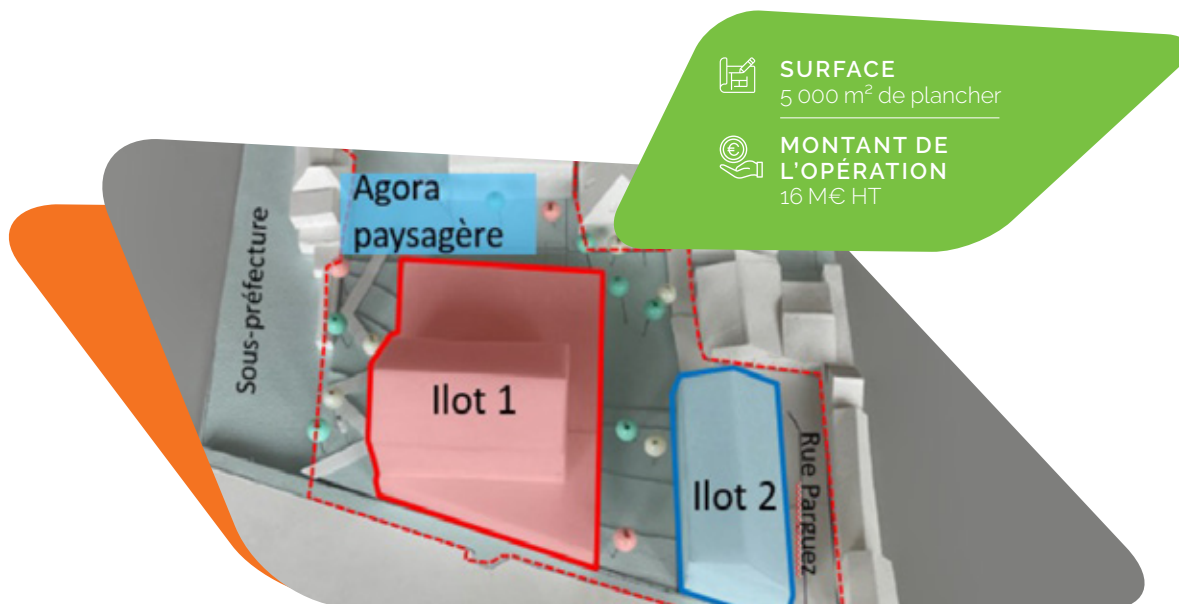 SURFACE
5 000 m² de plancher
MONTANT DE
L'OPÉRATION
16 M€ HT
Agora
paysagère
Sous-préfecture
Ilot 1
Ilot 2
Rue Parguez